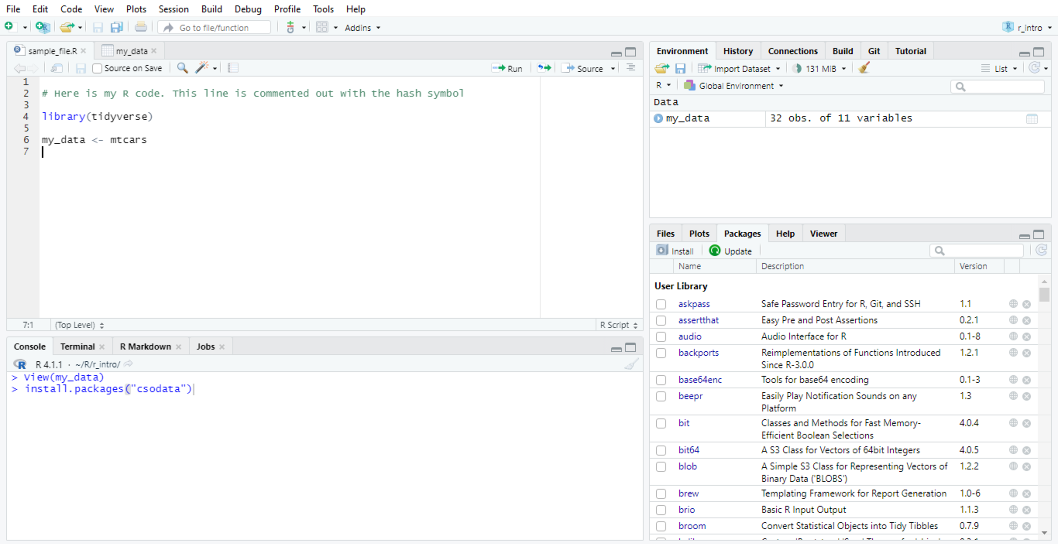 File Edit Code View Plots Session Build Debug Profile Tools Help
Go to file/function Addins r_intro
sample_file.R my_data
Source on Save Run Source
1
2 # Here is my R code. This line is commented out with the hash symbol
3
4 library(tidyverse)
5
6 my_data <- mtcars
7
7:1 (Top Level) R Script
Console Terminal R Markdown Jobs
R 4.1.1 · ~/R/r_intro/
> View(my_data)
> install.packages("csodata")
Environment History Connections Build Git Tutorial
Import Dataset 131 MiB List
R Global Environment
Data
my_data 32 obs. of 11 variables
Files Plots Packages Help Viewer
Install Update
Name Description Version
User Library
askpass Safe Password Entry for R, Git, and SSH 1.1
assertthat Easy Pre and Post Assertions 0.2.1
audio Audio Interface for R 0.1-8
backports Reimplementations of Functions Introduced 1.2.1
Since R-3.0.0
base64enc Tools for base64 encoding 0.1-3
beepr Easily Play Notification Sounds on any 1.3
Platform
bit Classes and Methods for Fast Memory- 4.0.4
Efficient Boolean Selections
bit64 A S3 Class for Vectors of 64bit Integers 4.0.5
blob A Simple S3 Class for Representing Vectors of 1.2.2
Binary Data ('BLOBS')
brew Templating Framework for Report Generation 1.0-6
brio Basic R Input Output 1.1.3
broom Convert Statistical Objects into Tidy Tibbles 0.7.9